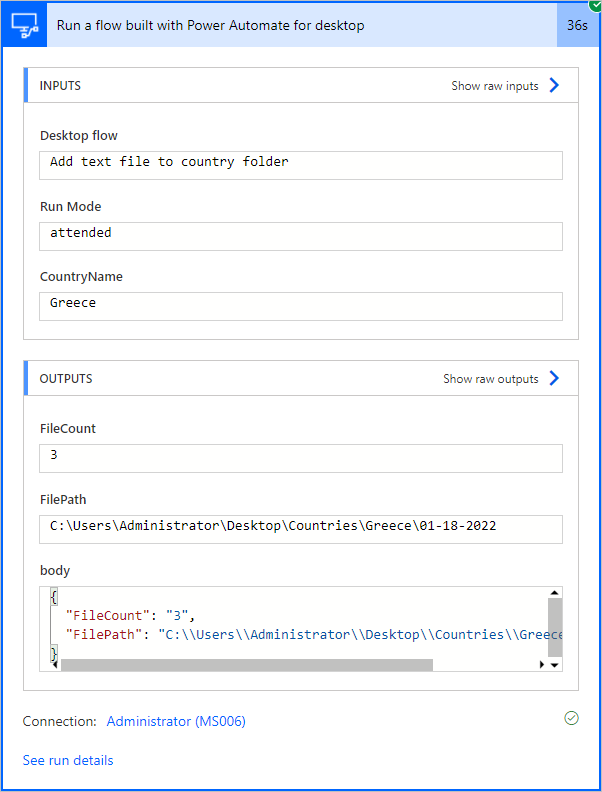 Run a flow built with Power Automate for desktop
36s
INPUTS
Show raw inputs
Desktop flow
Add text file to country folder
Run Mode
attended
CountryName
Greece
OUTPUTS
Show raw outputs
FileCount
3
FilePath
C:\Users\Administrator\Desktop\Countries\Greece\01-18-2022
body
{
"FileCount": "3",
"FilePath": "C:\\Users\\Administrator\\Desktop\\Countries\\Greece
}
Connection: Administrator (MS006)
See run details